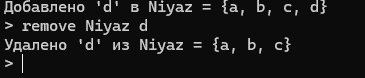 Добавлено 'd' в Niyaz = {a, b, c, d}
> remove Niyaz d
Удалено 'd' из Niyaz = {a, b, c}
>